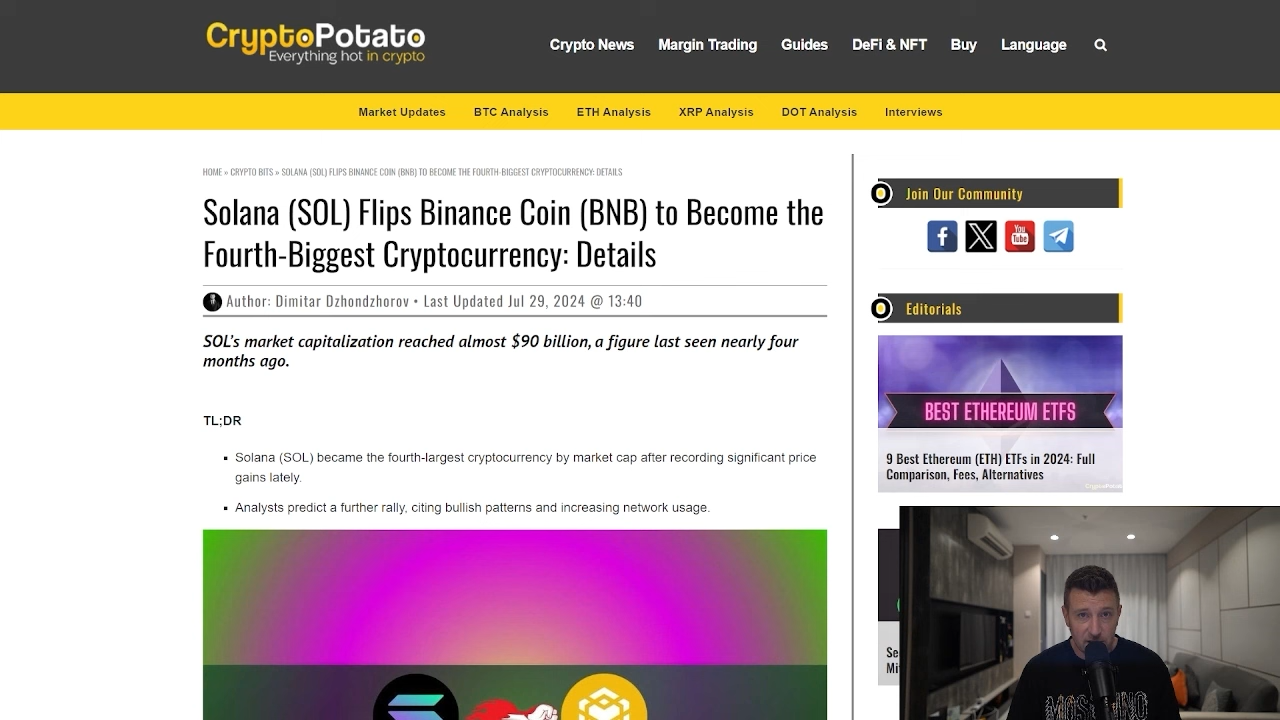 CryptoPotato
Everything hot in crypto
Crypto News Margin Trading Guides DeFi & NFT Buy Language
Market Updates BTC Analysis ETH Analysis XRP Analysis DOT Analysis Interviews
HOME » CRYPTO BITS » SOLANA (SOL) FLIPS BINANCE COIN (BNB) TO BECOME THE FOURTH-BIGGEST CRYPTOCURRENCY: DETAILS
Solana (SOL) Flips Binance Coin (BNB) to Become the
Fourth-Biggest Cryptocurrency: Details
Author: Dimitar Dzhondzhorov • Last Updated Jul 29, 2024 @ 13:40
SOL's market capitalization reached almost $90 billion, a figure last seen nearly four
months ago.
TL;DR
Solana (SOL) became the fourth-largest cryptocurrency by market cap after recording significant price
gains lately.
Analysts predict a further rally, citing bullish patterns and increasing network usage.
Join Our Community
You
Tube
Editorials
BEST ETHEREUM ETFS
9 Best Ethereum (ETH) ETFs in 2024: Full
Comparison, Fees, Alternatives
CryptoPotato